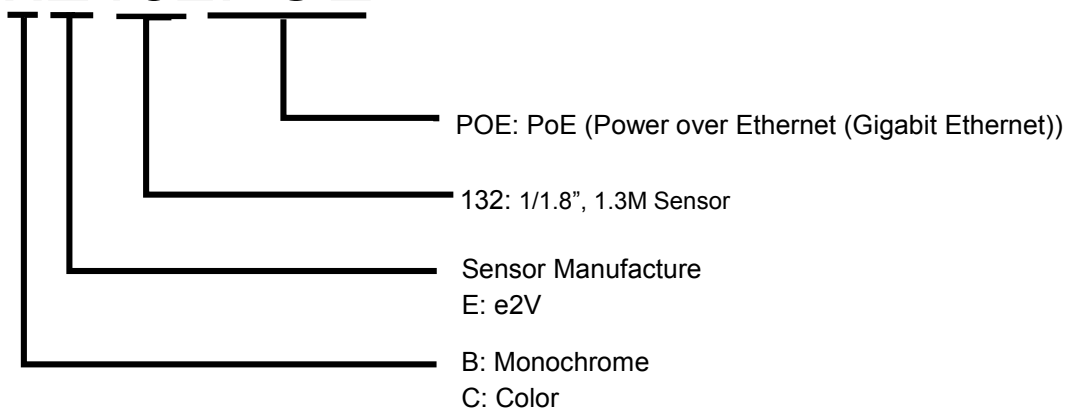 POE: PoE (Power over Ethernet (Gigabit Ethernet))
132: 1/1.8”, 1.3M Sensor
Sensor Manufacture
E: e2V
B: Monochrome
C: Color